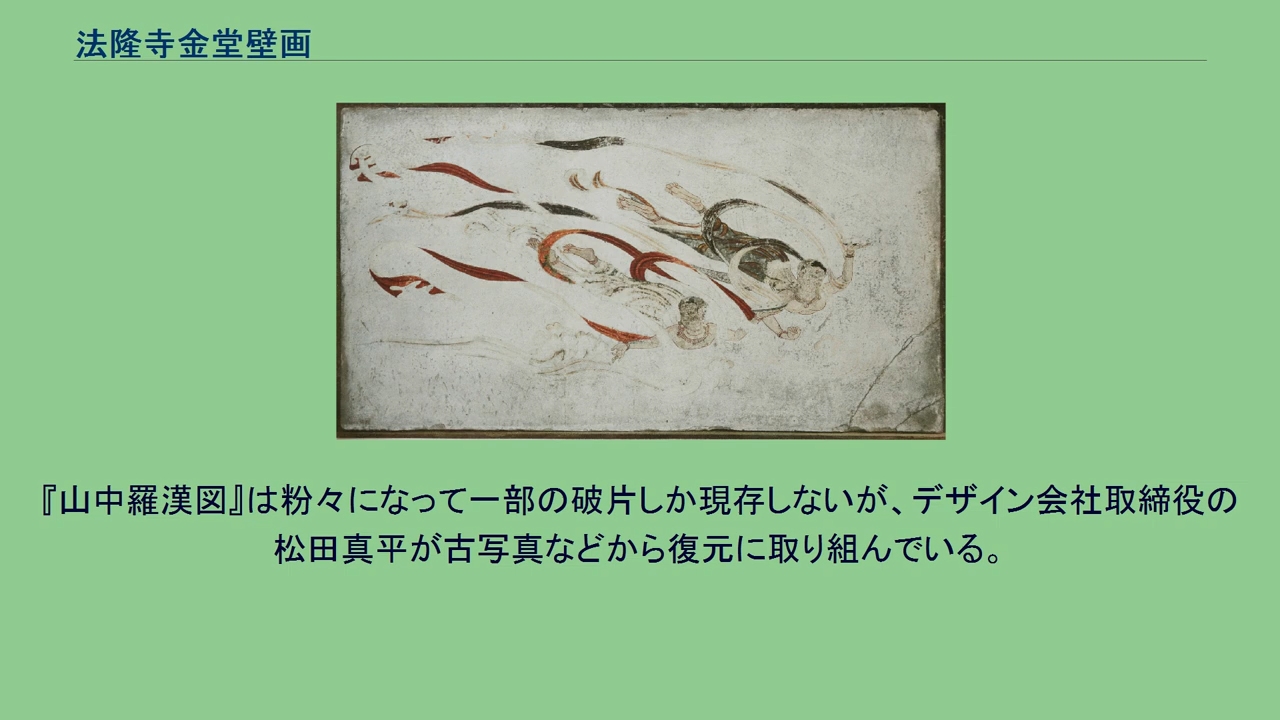 法隆寺金堂壁画
『山中羅漢図』は粉々になって一部の破片しか現存しないが、デザイン会社取締役の
松田真平が古写真などから復元に取り組んでいる。